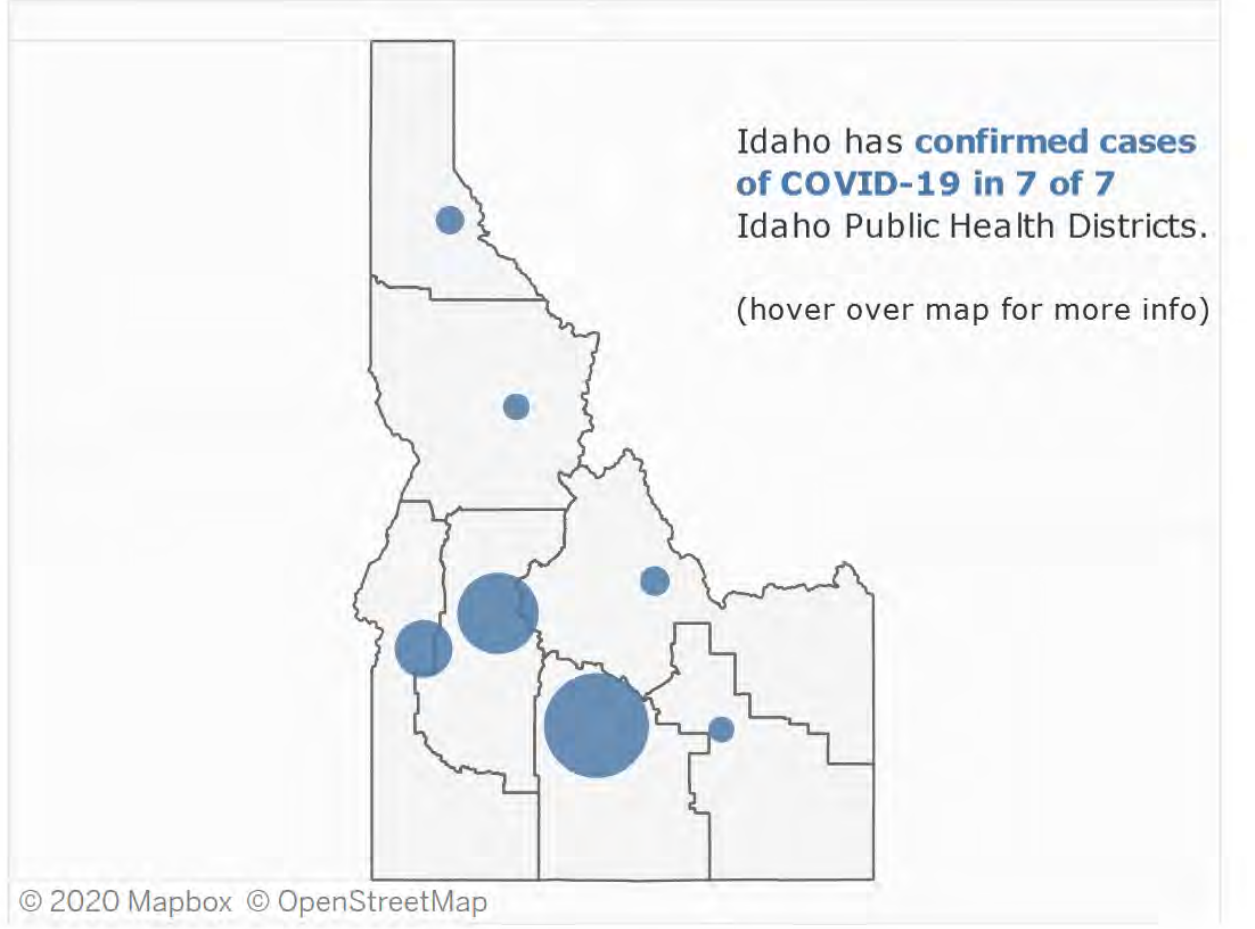 Idaho has confirmed cases
of COVID-19 in 7 of 7
Idaho Public Health Districts.
(hover over map for more info)
© 2020 Mapbox © OpenStreetMap